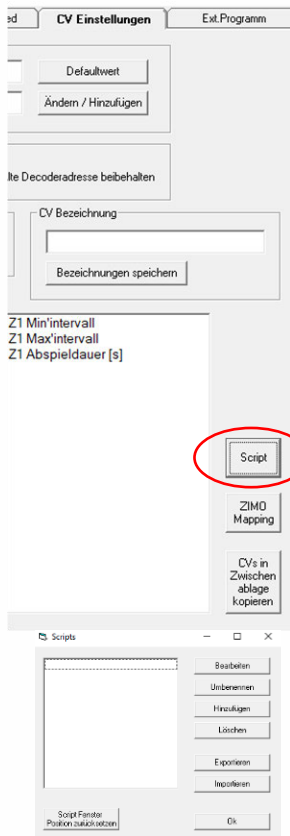 ed CV Einstellungen Ext.Programm
Defaultwert
Ändern / Hinzufügen
lte Decoderadresse beibehalten
CV Bezeichnung
Bezeichnungen speichern
Z1 Min'intervall
Z1 Max'intervall
Z1 Abspieldauer [s]
Script
ZIMO
Mapping
CVs in
Zwischen
ablage
kopieren
Scripts
Bearbeiten
Umbenennen
Hinzufügen
Löschen
Exportieren
Importieren
Script Fenster
Position zurücksetzen
Ok